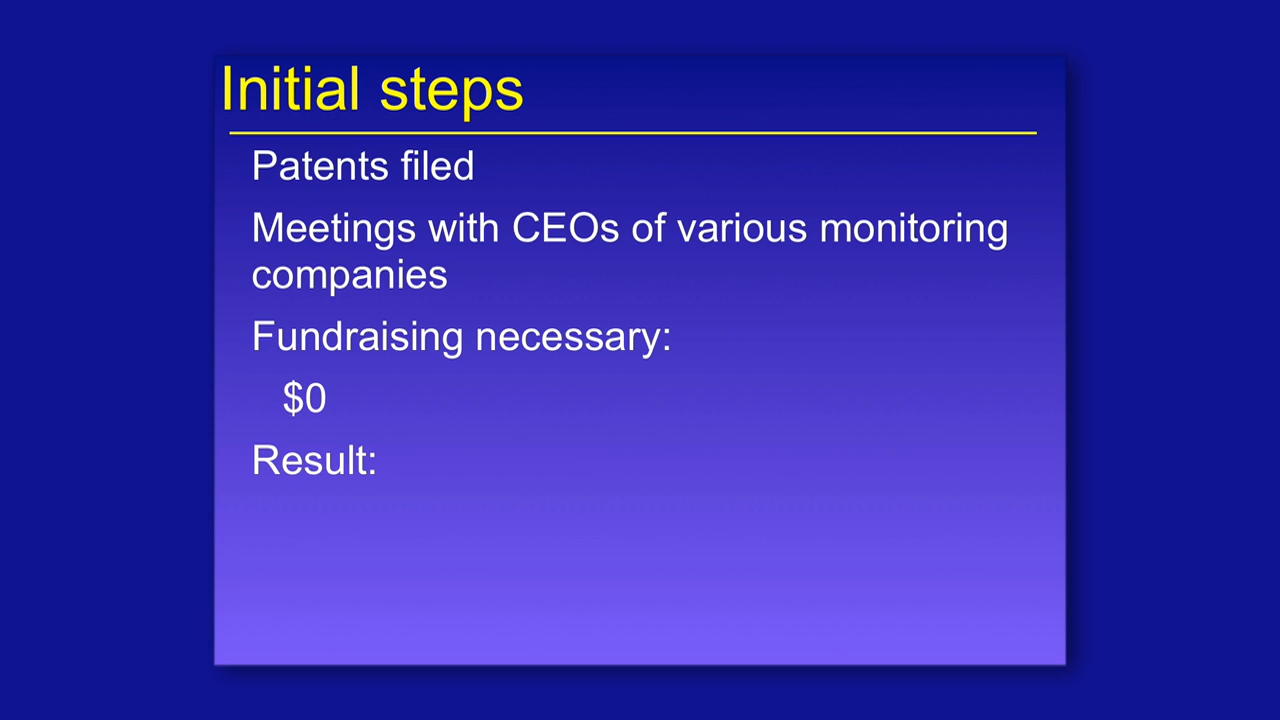 Initial steps
Patents filed
Meetings with CEOs of various monitoring
companies
Fundraising necessary:
$0
Result: